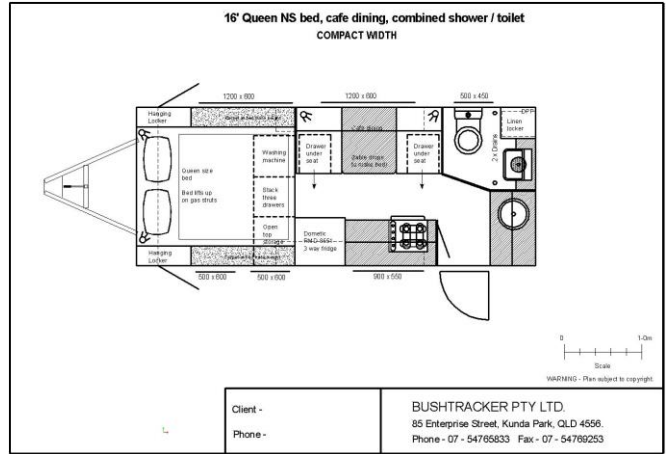 16' Queen NS bed, cafe dining, combined shower / toilet
COMPACT WIDTH
1200 x 600
1200 x 600
500 x 450
Hanging
Locker
Cafe dining
Table drops
to make bed
Drawer
under
seat
Drawer
under
seat
2 x Drains
Linen
locker
Queen size
bed
Bed lifts up
on gas struts
Washing
machine
Stack
three
drawers
Open
top
storage
Dometic
3 way fridge
Hanging
Locker
500 x 600
500 x 600
900 x 550
0
1-0m
Scale
WARNING - Plan subject to copyright.
Client -
Phone -
BUSHTRACKER PTY LTD.
85 Enterprise Street, Kunda Park, QLD 4556.
Phone - 07 - 54765833 Fax - 07 - 54769253